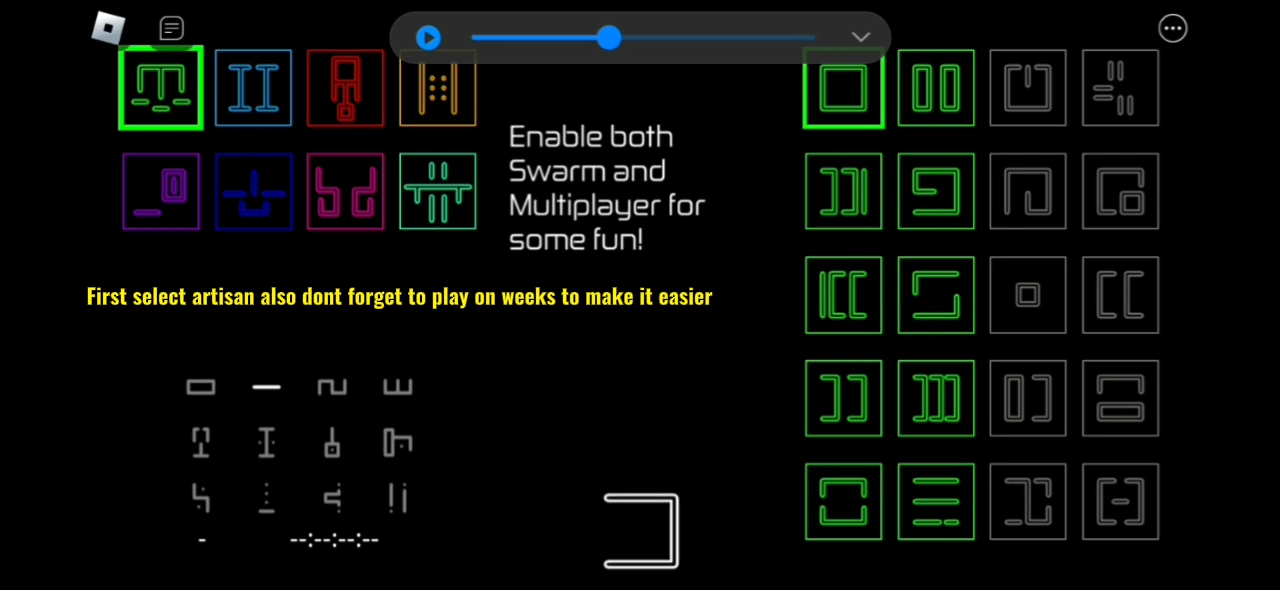 Enable both
Swarm and
Multiplayer for
some fun!
First select artisan also dont forget to play on weeks to make it easier
- --:--:--:--